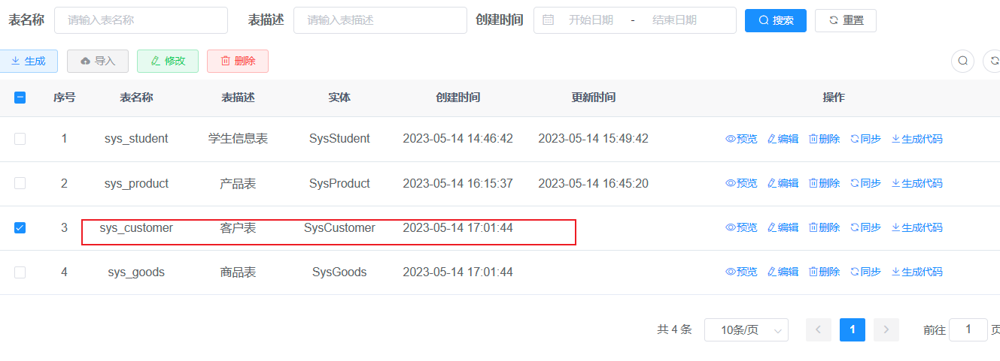 表名称 请输入表名称 表描述 请输入表描述 创建时间 开始日期 - 结束日期 搜索 重置
生成 导入 修改 删除
序号 表名称 表描述 实体 创建时间 更新时间 操作
1 sys_student 学生信息表 SysStudent 2023-05-14 14:46:42 2023-05-14 15:49:42 预览 编辑 删除 同步 生成代码
2 sys_product 产品表 SysProduct 2023-05-14 16:15:37 2023-05-14 16:45:20 预览 编辑 删除 同步 生成代码
3 sys_customer 客户表 SysCustomer 2023-05-14 17:01:44 预览 编辑 删除 同步 生成代码
4 sys_goods 商品表 SysGoods 2023-05-14 17:01:44 预览 编辑 删除 同步 生成代码
共 4 条 10条/页 1 前往 1 页